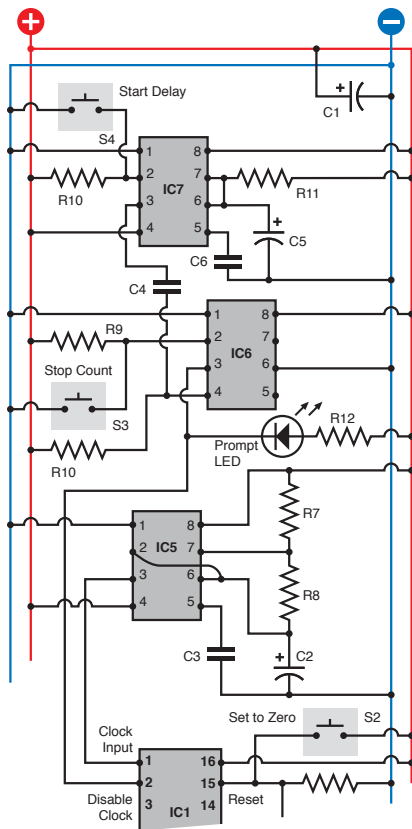 + −
C1
Start Delay
S4
R10
1 8
2 IC7 7
3 6
4 5
R11
+
C5
C6
C4
R9
1 8
2 7
3 IC6 6
4 5
Stop Count
S3
R10
Prompt
LED
R12
1 8
2 IC5 7
3 6
4 5
R7
R8
C3
+
C2
Set to Zero
S2
Clock
Input
1 16
2 15
3 IC1 14
Disable
Clock
Reset
+